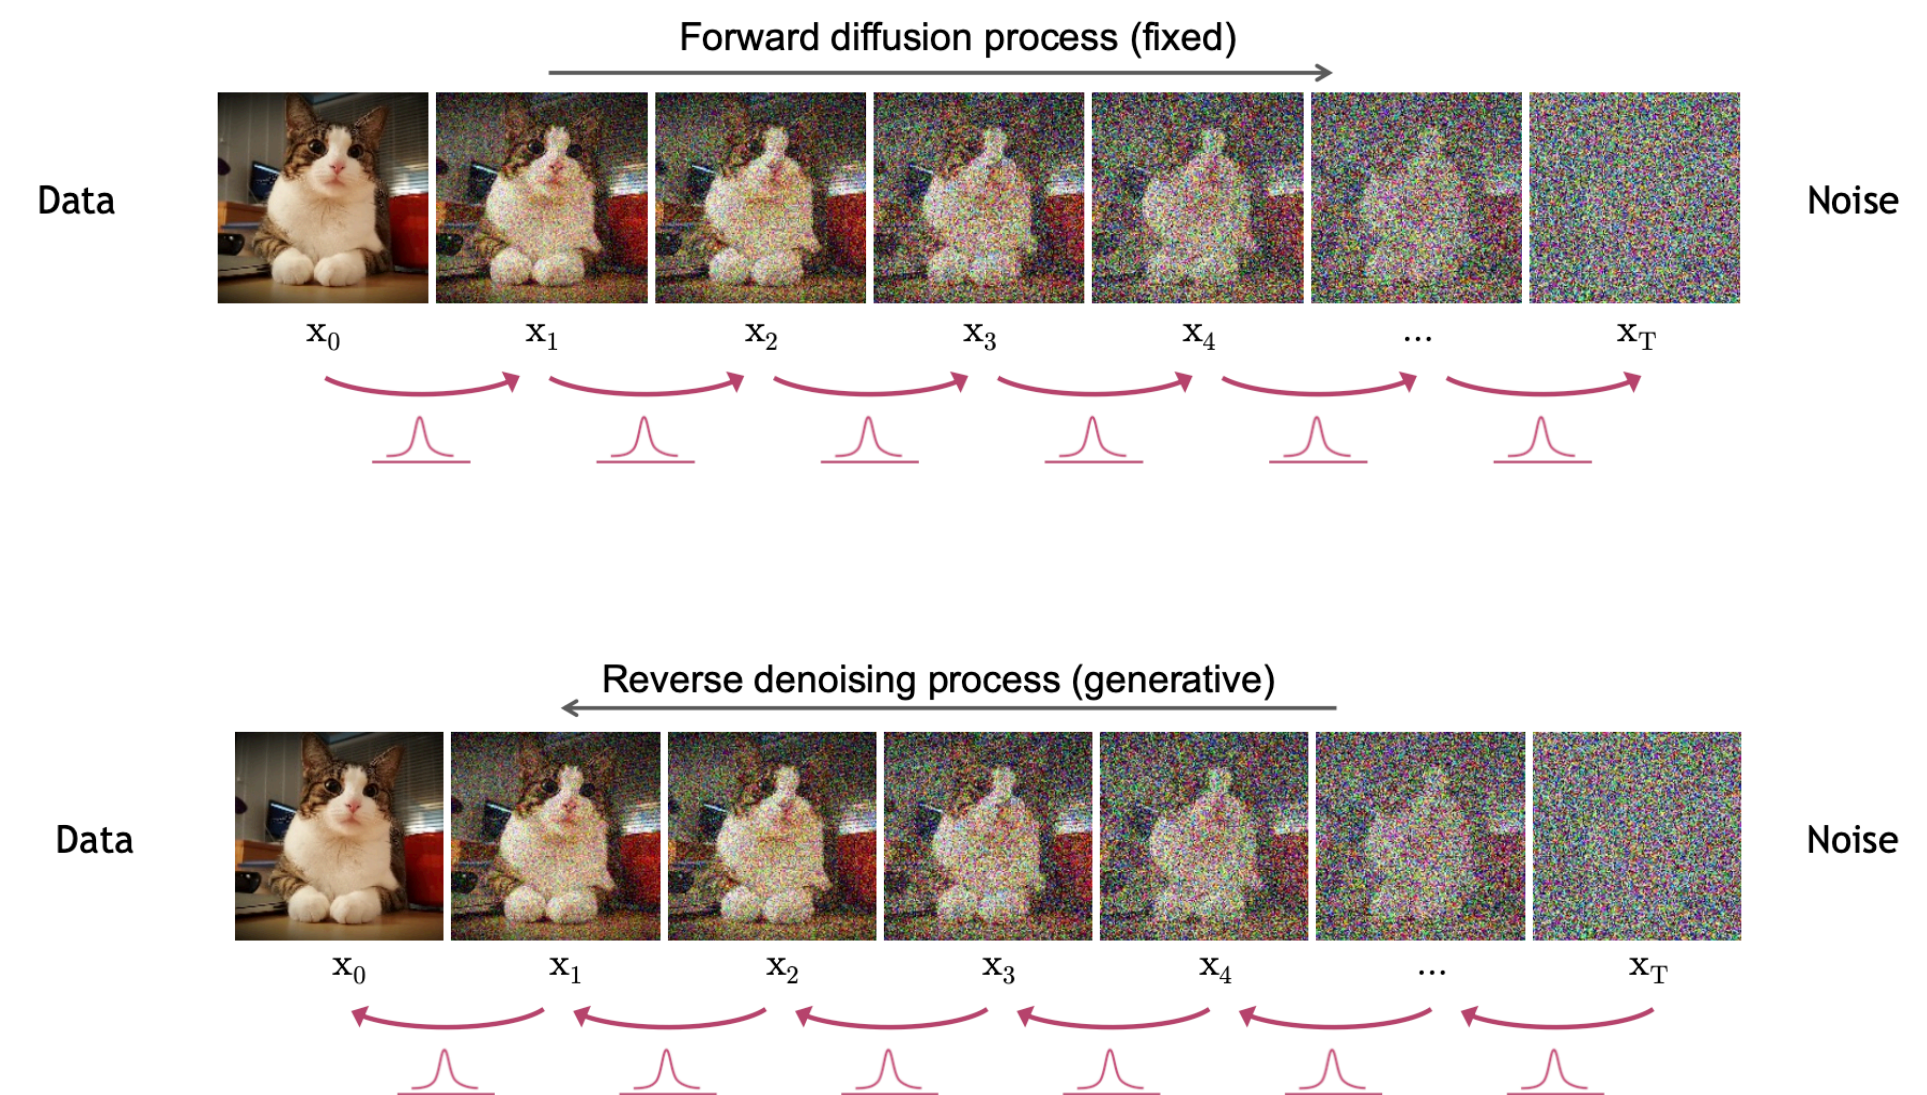 Forward diffusion process (fixed)
Data
Noise
x0 x1 x2 x3 x4 ... xT
Reverse denoising process (generative)
Data
Noise
x0 x1 x2 x3 x4 ... xT